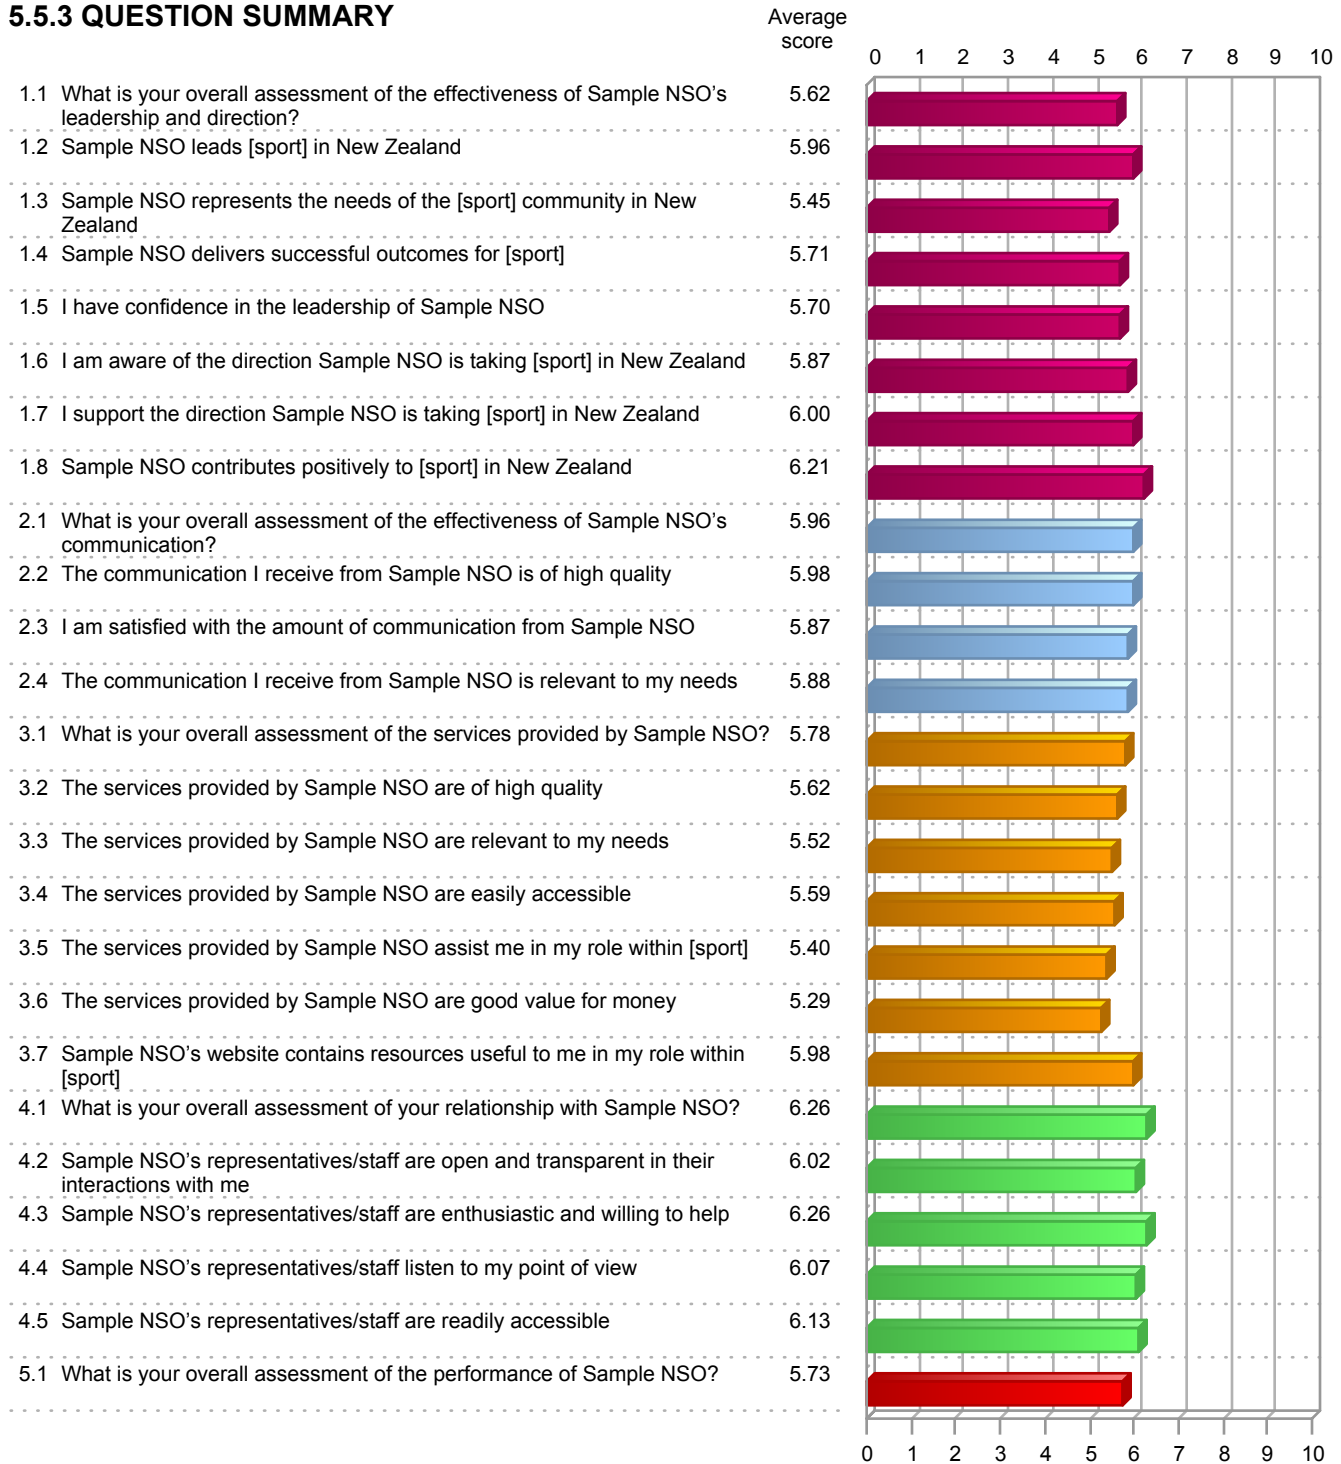 5.5.3 QUESTION SUMMARY
Average
score
0 1 2 3 4 5 6 7 8 9 10
1.1 What is your overall assessment of the effectiveness of Sample NSO’s 5.62
leadership and direction?
1.2 Sample NSO leads [sport] in New Zealand 5.96
1.3 Sample NSO represents the needs of the [sport] community in New 5.45
Zealand
1.4 Sample NSO delivers successful outcomes for [sport] 5.71
1.5 I have confidence in the leadership of Sample NSO 5.70
1.6 I am aware of the direction Sample NSO is taking [sport] in New Zealand 5.87
1.7 I support the direction Sample NSO is taking [sport] in New Zealand 6.00
1.8 Sample NSO contributes positively to [sport] in New Zealand 6.21
2.1 What is your overall assessment of the effectiveness of Sample NSO’s 5.96
communication?
2.2 The communication I receive from Sample NSO is of high quality 5.98
2.3 I am satisfied with the amount of communication from Sample NSO 5.87
2.4 The communication I receive from Sample NSO is relevant to my needs 5.88
3.1 What is your overall assessment of the services provided by Sample NSO? 5.78
3.2 The services provided by Sample NSO are of high quality 5.62
3.3 The services provided by Sample NSO are relevant to my needs 5.52
3.4 The services provided by Sample NSO are easily accessible 5.59
3.5 The services provided by Sample NSO assist me in my role within [sport] 5.40
3.6 The services provided by Sample NSO are good value for money 5.29
3.7 Sample NSO’s website contains resources useful to me in my role within 5.98
[sport]
4.1 What is your overall assessment of your relationship with Sample NSO? 6.26
4.2 Sample NSO’s representatives/staff are open and transparent in their 6.02
interactions with me
4.3 Sample NSO’s representatives/staff are enthusiastic and willing to help 6.26
4.4 Sample NSO’s representatives/staff listen to my point of view 6.07
4.5 Sample NSO’s representatives/staff are readily accessible 6.13
5.1 What is your overall assessment of the performance of Sample NSO? 5.73
0 1 2 3 4 5 6 7 8 9 10